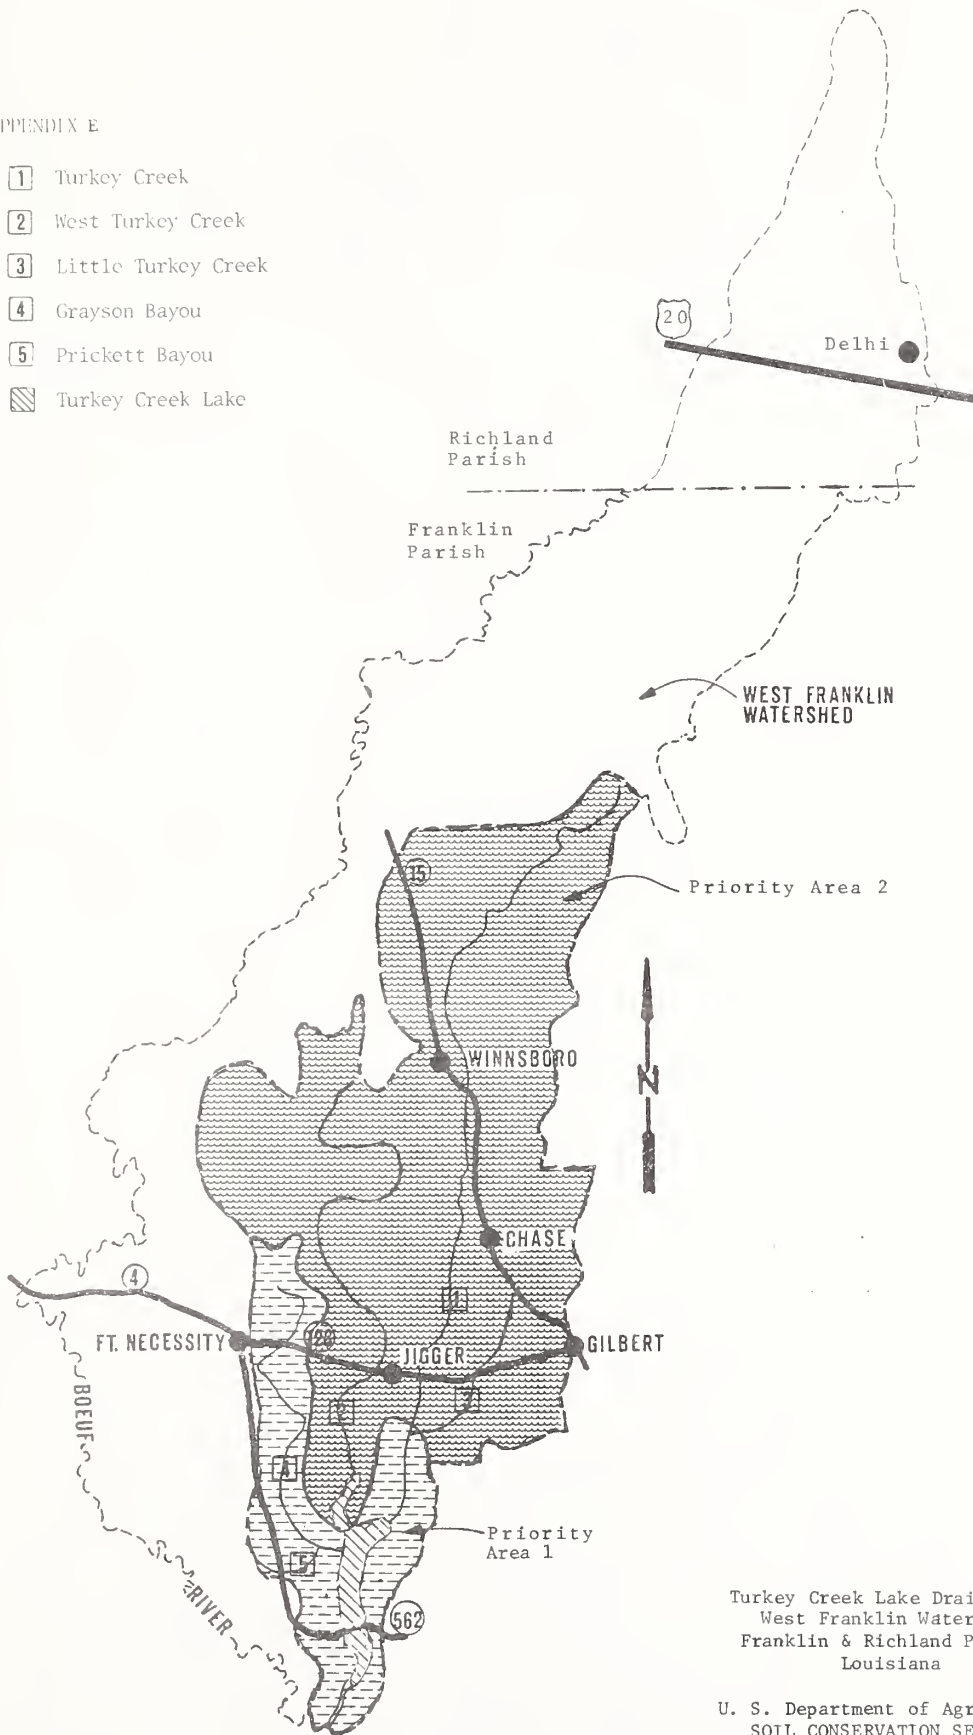 PPENDIX E
1 Turkey Creek
2 West Turkey Creek
3 Little Turkey Creek
4 Grayson Bayou
5 Prickett Bayou
Turkey Creek Lake
20
Delhi
Richland
Parish
Franklin
Parish
WEST FRANKLIN
WATERSHED
15
Priority Area 2
WINNSBORO
N
CHASE
4
1
FT. NECESSITY
128
JIGGER
GILBERT
BOEUF
2
3
4
Priority
Area 1
5
RIVER
562
Turkey Creek Lake Drai
West Franklin Water
Franklin & Richland P
Louisiana
U. S. Department of Agr
SOIL CONSERVATION SE